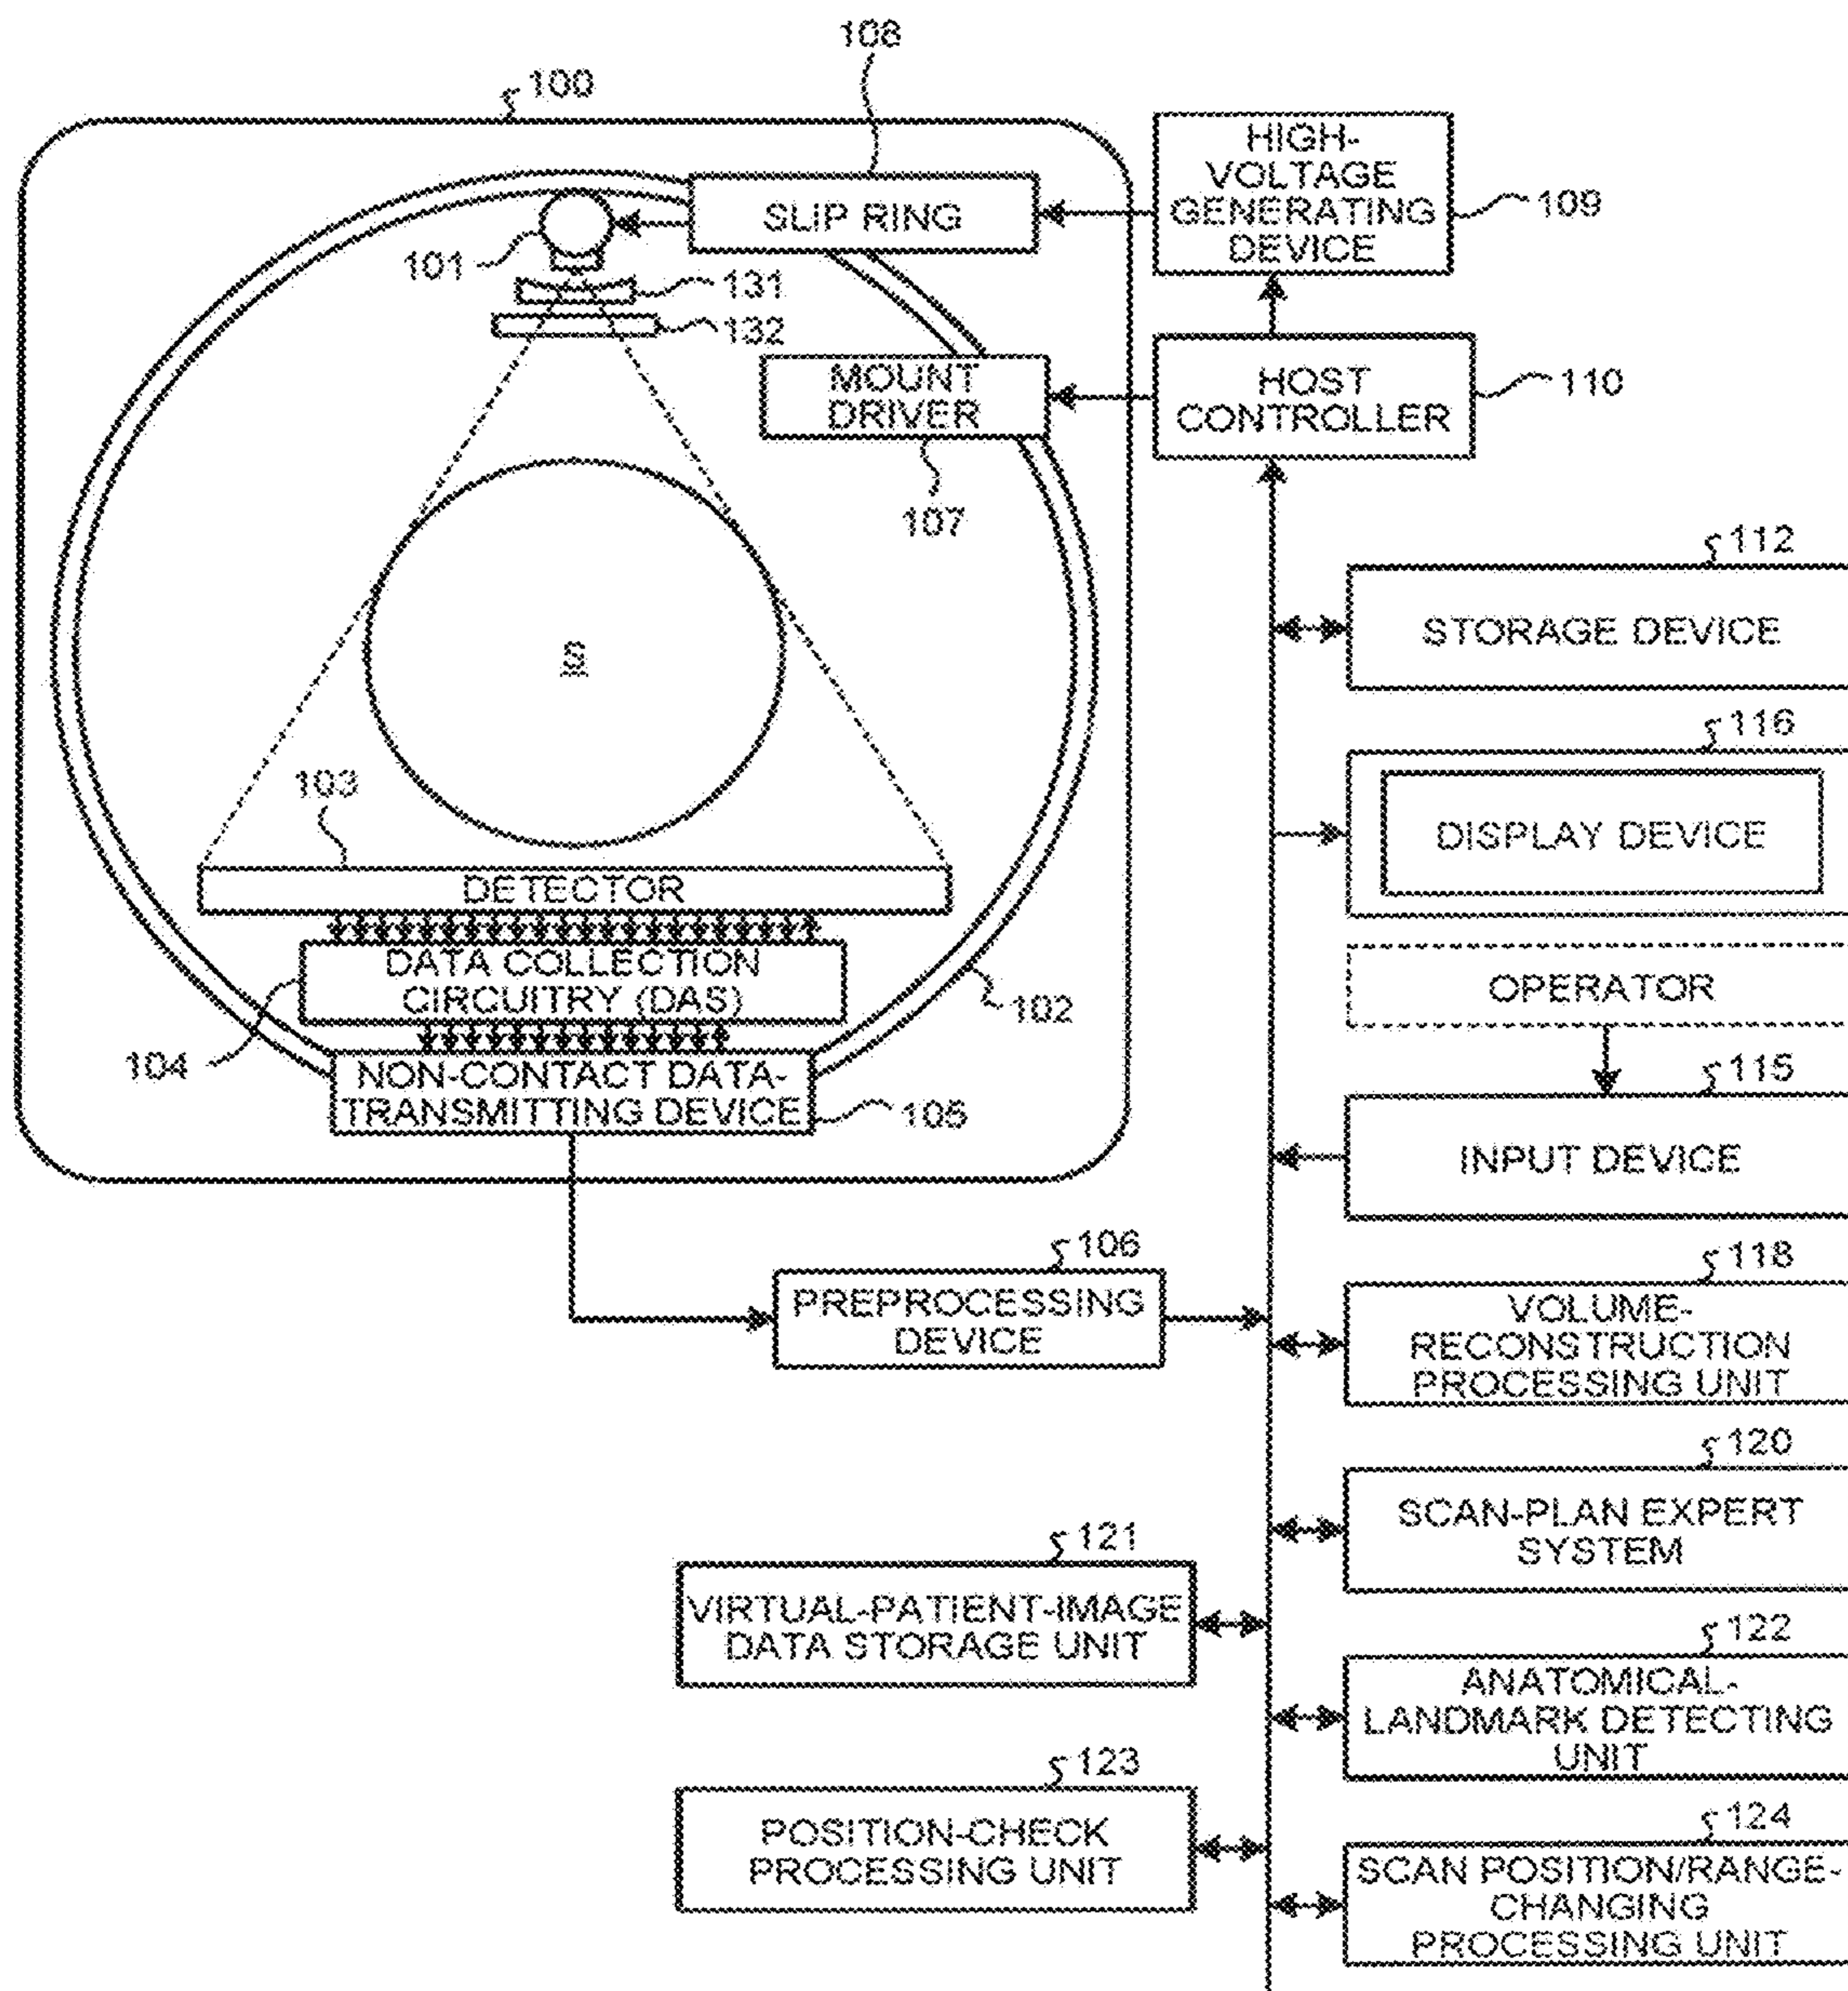 108
100
HIGH-
VOLTAGE
GENERATING
DEVICE
109
SLIP RING
101
131
132
MOUNT
DRIVER
107
HOST
CONTROLLER
110
112
STORAGE DEVICE
S
116
DISPLAY DEVICE
103
DETECTOR
DATA COLLECTION
CIRCUITRY (DAS)
104
102
OPERATOR
NON-CONTACT DATA-
TRANSMITTING DEVICE
105
115
INPUT DEVICE
106
PREPROCESSING
DEVICE
118
VOLUME-
RECONSTRUCTION
PROCESSING UNIT
120
SCAN-PLAN EXPERT
SYSTEM
121
VIRTUAL-PATIENT-IMAGE
DATA STORAGE UNIT
122
ANATOMICAL-
LANDMARK DETECTING
UNIT
123
POSITION-CHECK
PROCESSING UNIT
124
SCAN POSITION/RANGE-
CHANGING
PROCESSING UNIT